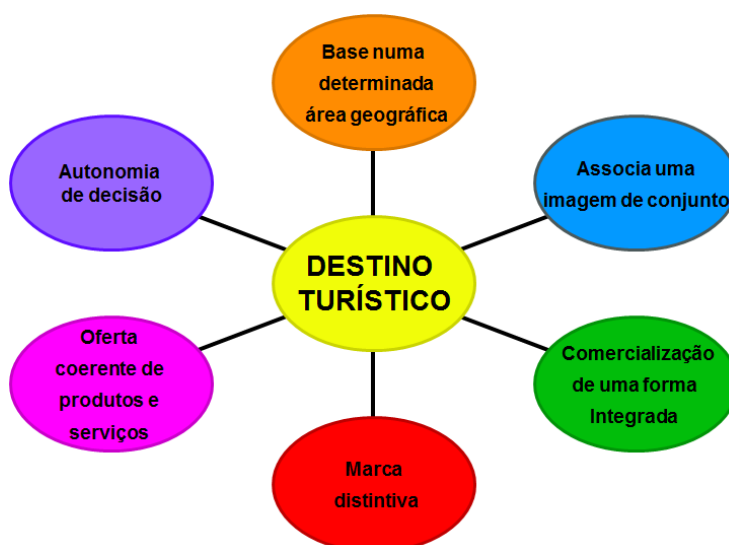 Base numa
determinada
área geográfica
Autonomia
de decisão
Associa uma
imagem de conjunto
DESTINO
TURÍSTICO
Oferta
coerente de
produtos e
serviços
Comercialização
de uma forma
Integrada
Marca
distintiva